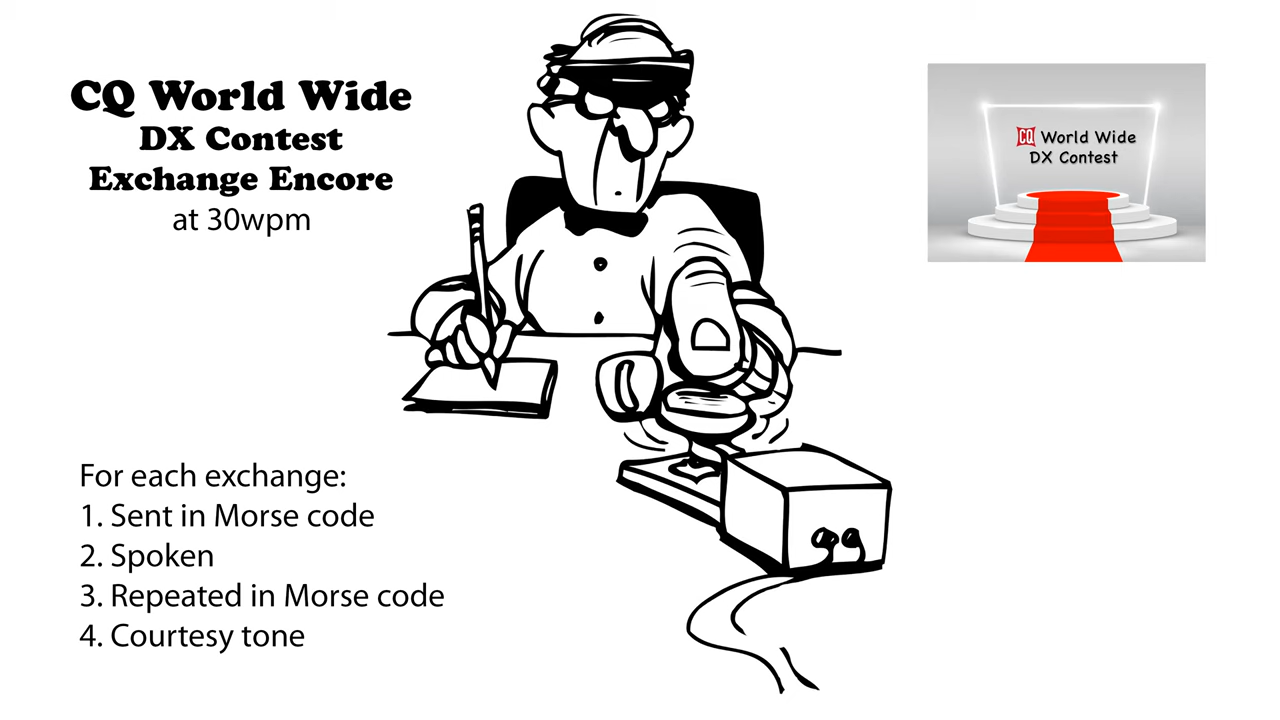 CQ World Wide
DX Contest
Exchange Encore
at 30wpm
CQ World Wide
DX Contest
For each exchange:
1. Sent in Morse code
2. Spoken
3. Repeated in Morse code
4. Courtesy tone